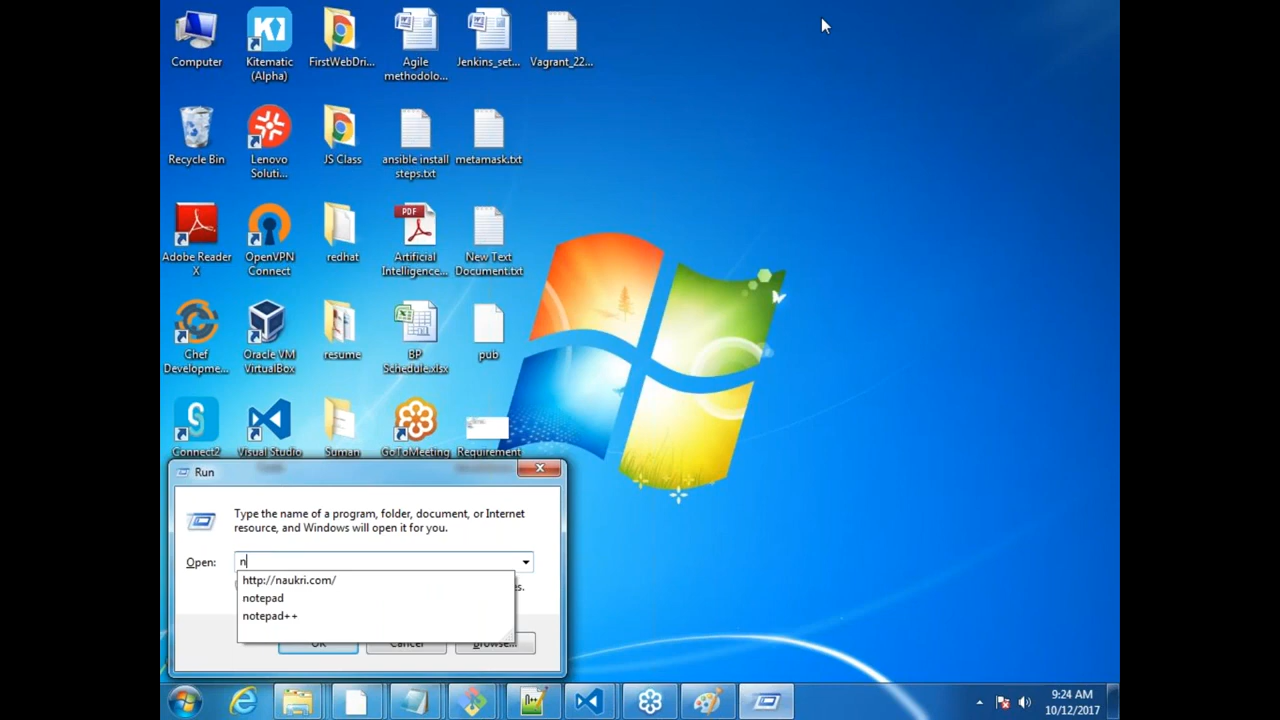 Computer
Kitematic
(Alpha)
FirstWebDri...
Agile
methodolo...
Jenkins_set...
Vagrant_22...
Recycle Bin
Lenovo
Soluti...
JS Class
ansible install
steps.txt
metamask.txt
Adobe Reader
X
OpenVPN
Connect
redhat
PDF
Artificial
Intelligence...
New Text
Document.txt
Chef
Developme...
Oracle VM
VirtualBox
resume
BP
Schedule.xlsx
pub
Connect2
Visual Studio
Suman
GoToMeeting
Requirement
Run
Type the name of a program, folder, document, or Internet
resource, and Windows will open it for you.
Open:
n
http://naukri.com/
notepad
notepad++
OK
Cancel
Browse...
9:24 AM
10/12/2017